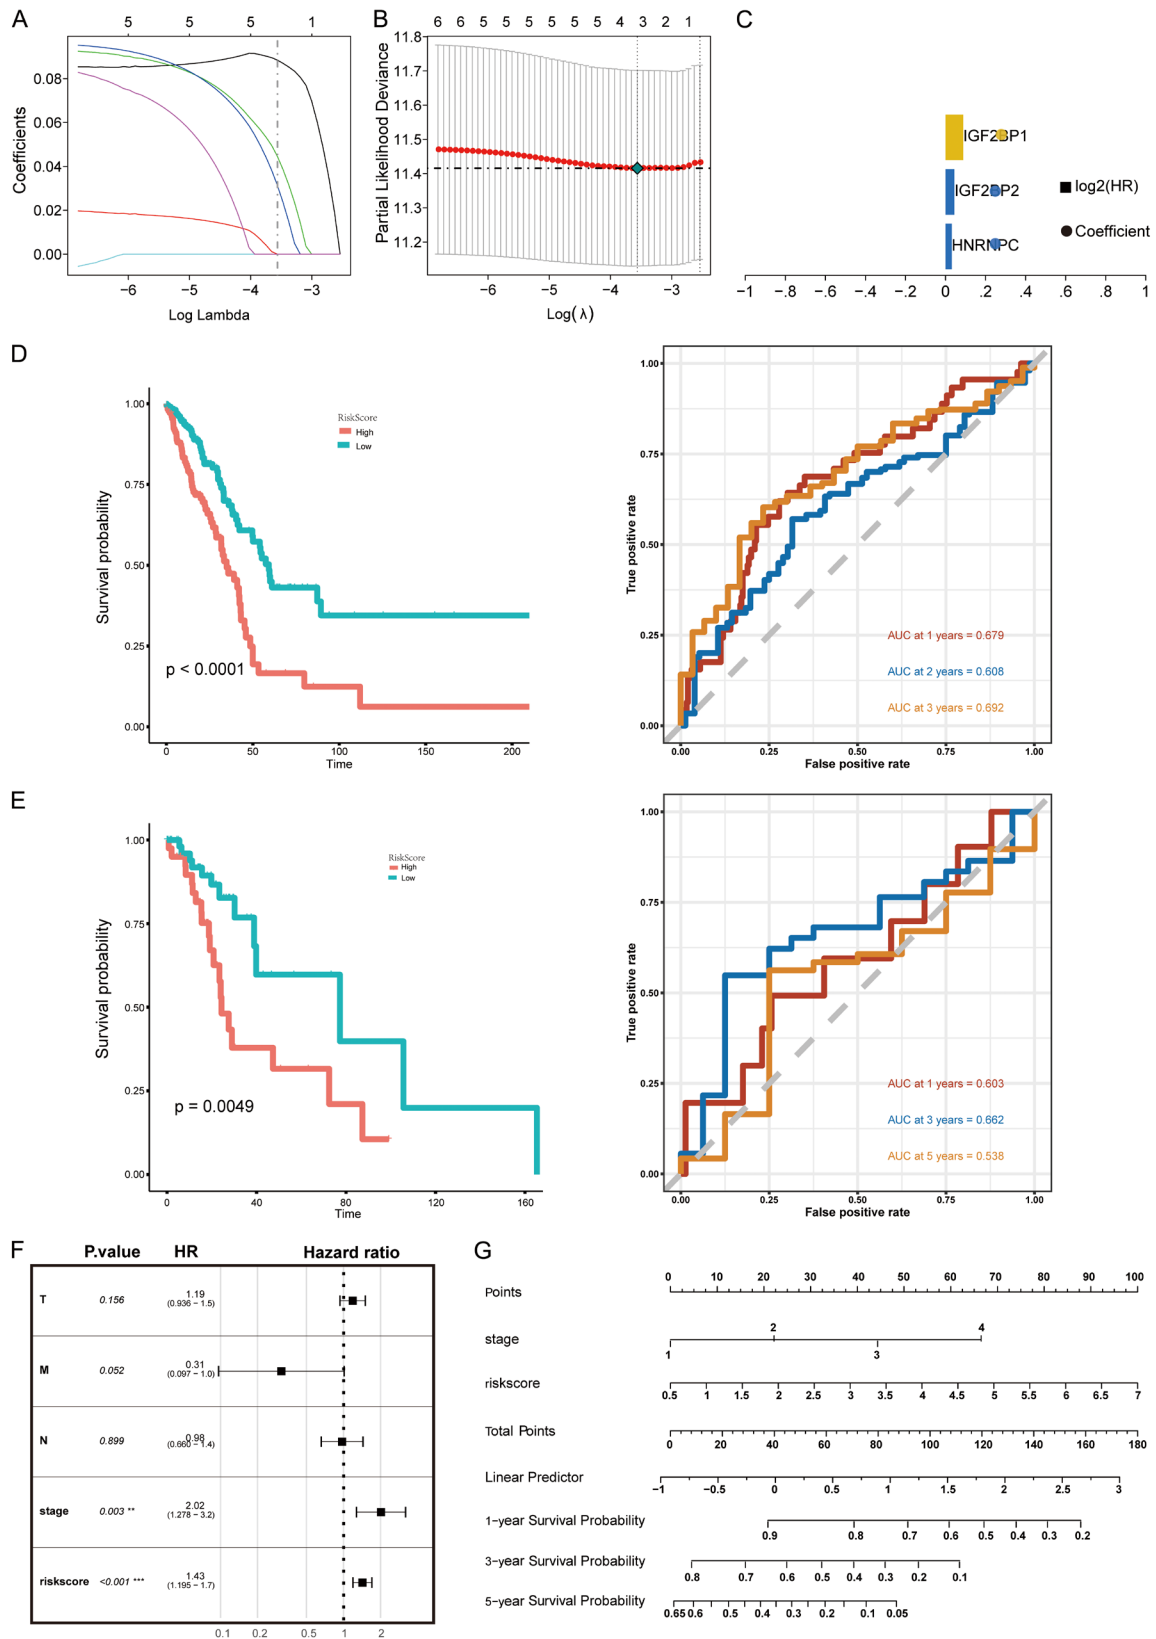 A
5 5 5 1
0.08
0.06
0.04
0.02
0.00
Coefficients
−6 −5 −4 −3
Log Lambda
B
6 6 5 5 5 5 5 5 4 3 2 1
11.8
11.7
11.6
11.5
11.4
11.3
11.2
Partial Likelihood Deviance
−6 −5 −4 −3
Log(λ)
C
IGF2BP1
IGF2BP2
HNRNPC
log2(HR)
Coefficient
−1 −.8 −.6 −.4 −.2 0 .2 .4 .6 .8 1
D
RiskScore
High
Low
1.00
0.75
0.50
0.25
0.00
Survival probability
p < 0.0001
0 50 100 150 200
Time
1.00
0.75
0.50
0.25
0.00
True positive rate
AUC at 1 years = 0.679
AUC at 2 years = 0.608
AUC at 3 years = 0.692
0.00 0.25 0.50 0.75 1.00
False positive rate
E
RiskScore
High
Low
1.00
0.75
0.50
0.25
0.00
Survival probability
p = 0.0049
0 40 80 120 160
Time
1.00
0.75
0.50
0.25
0.00
True positive rate
AUC at 1 years = 0.603
AUC at 3 years = 0.662
AUC at 5 years = 0.538
0.00 0.25 0.50 0.75 1.00
False positive rate
F
P.value HR Hazard ratio
T 0.156 1.19
(0.936 − 1.5)
M 0.052 0.31
(0.097 − 1.0)
N 0.899 0.98
(0.660 − 1.4)
stage 0.003 ** 2.02
(1.278 − 3.2)
riskscore <0.001 *** 1.43
(1.195 − 1.7)
0.1 0.2 0.5 1 2
G
Points
0 10 20 30 40 50 60 70 80 90 100
stage
2 4
1 3
riskscore
0.5 1 1.5 2 2.5 3 3.5 4 4.5 5 5.5 6 6.5 7
Total Points
0 20 40 60 80 100 120 140 160 180
Linear Predictor
−1 −0.5 0 0.5 1 1.5 2 2.5 3
1−year Survival Probability
0.9 0.8 0.7 0.6 0.5 0.4 0.3 0.2
3−year Survival Probability
0.8 0.7 0.6 0.5 0.4 0.3 0.2 0.1
5−year Survival Probability
0.65 0.6 0.5 0.4 0.3 0.2 0.1 0.05